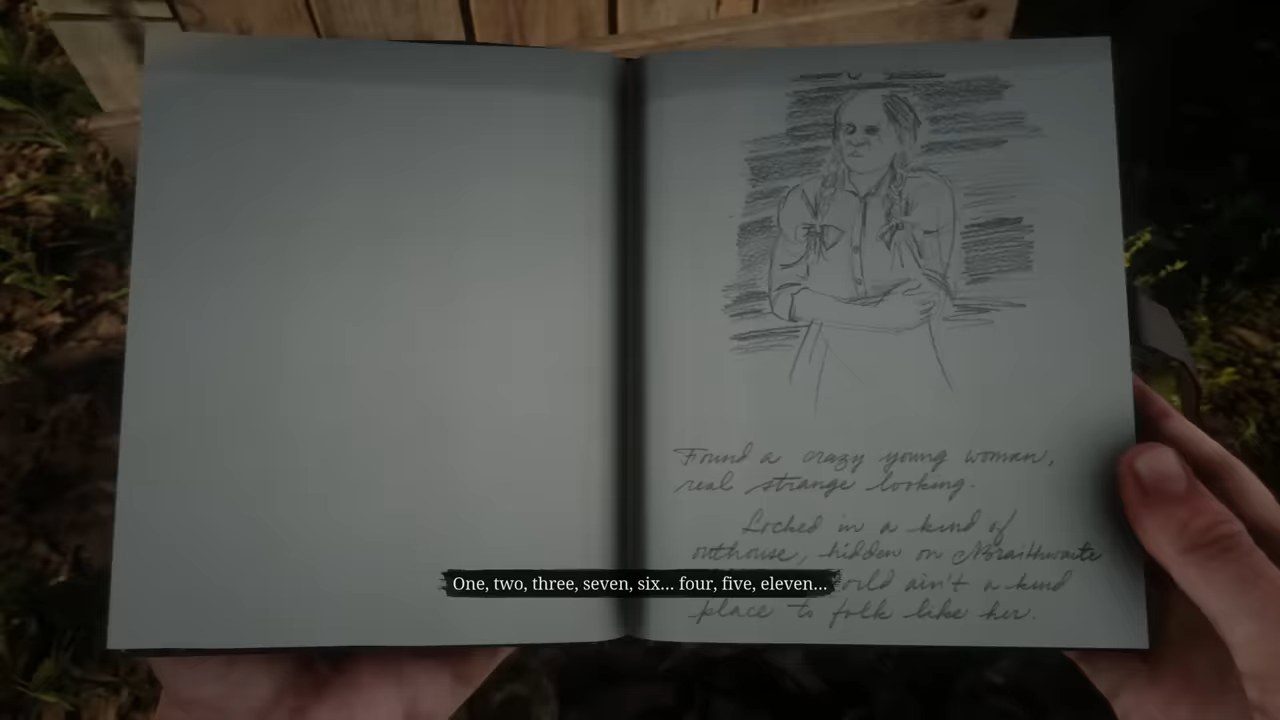 Found a crazy young woman,
real strange looking.
Locked in a kind of
outhouse, hidden on Braithwaite
One, two, three, seven, six... four, five, eleven...
world ain't a kind
place to folk like her.